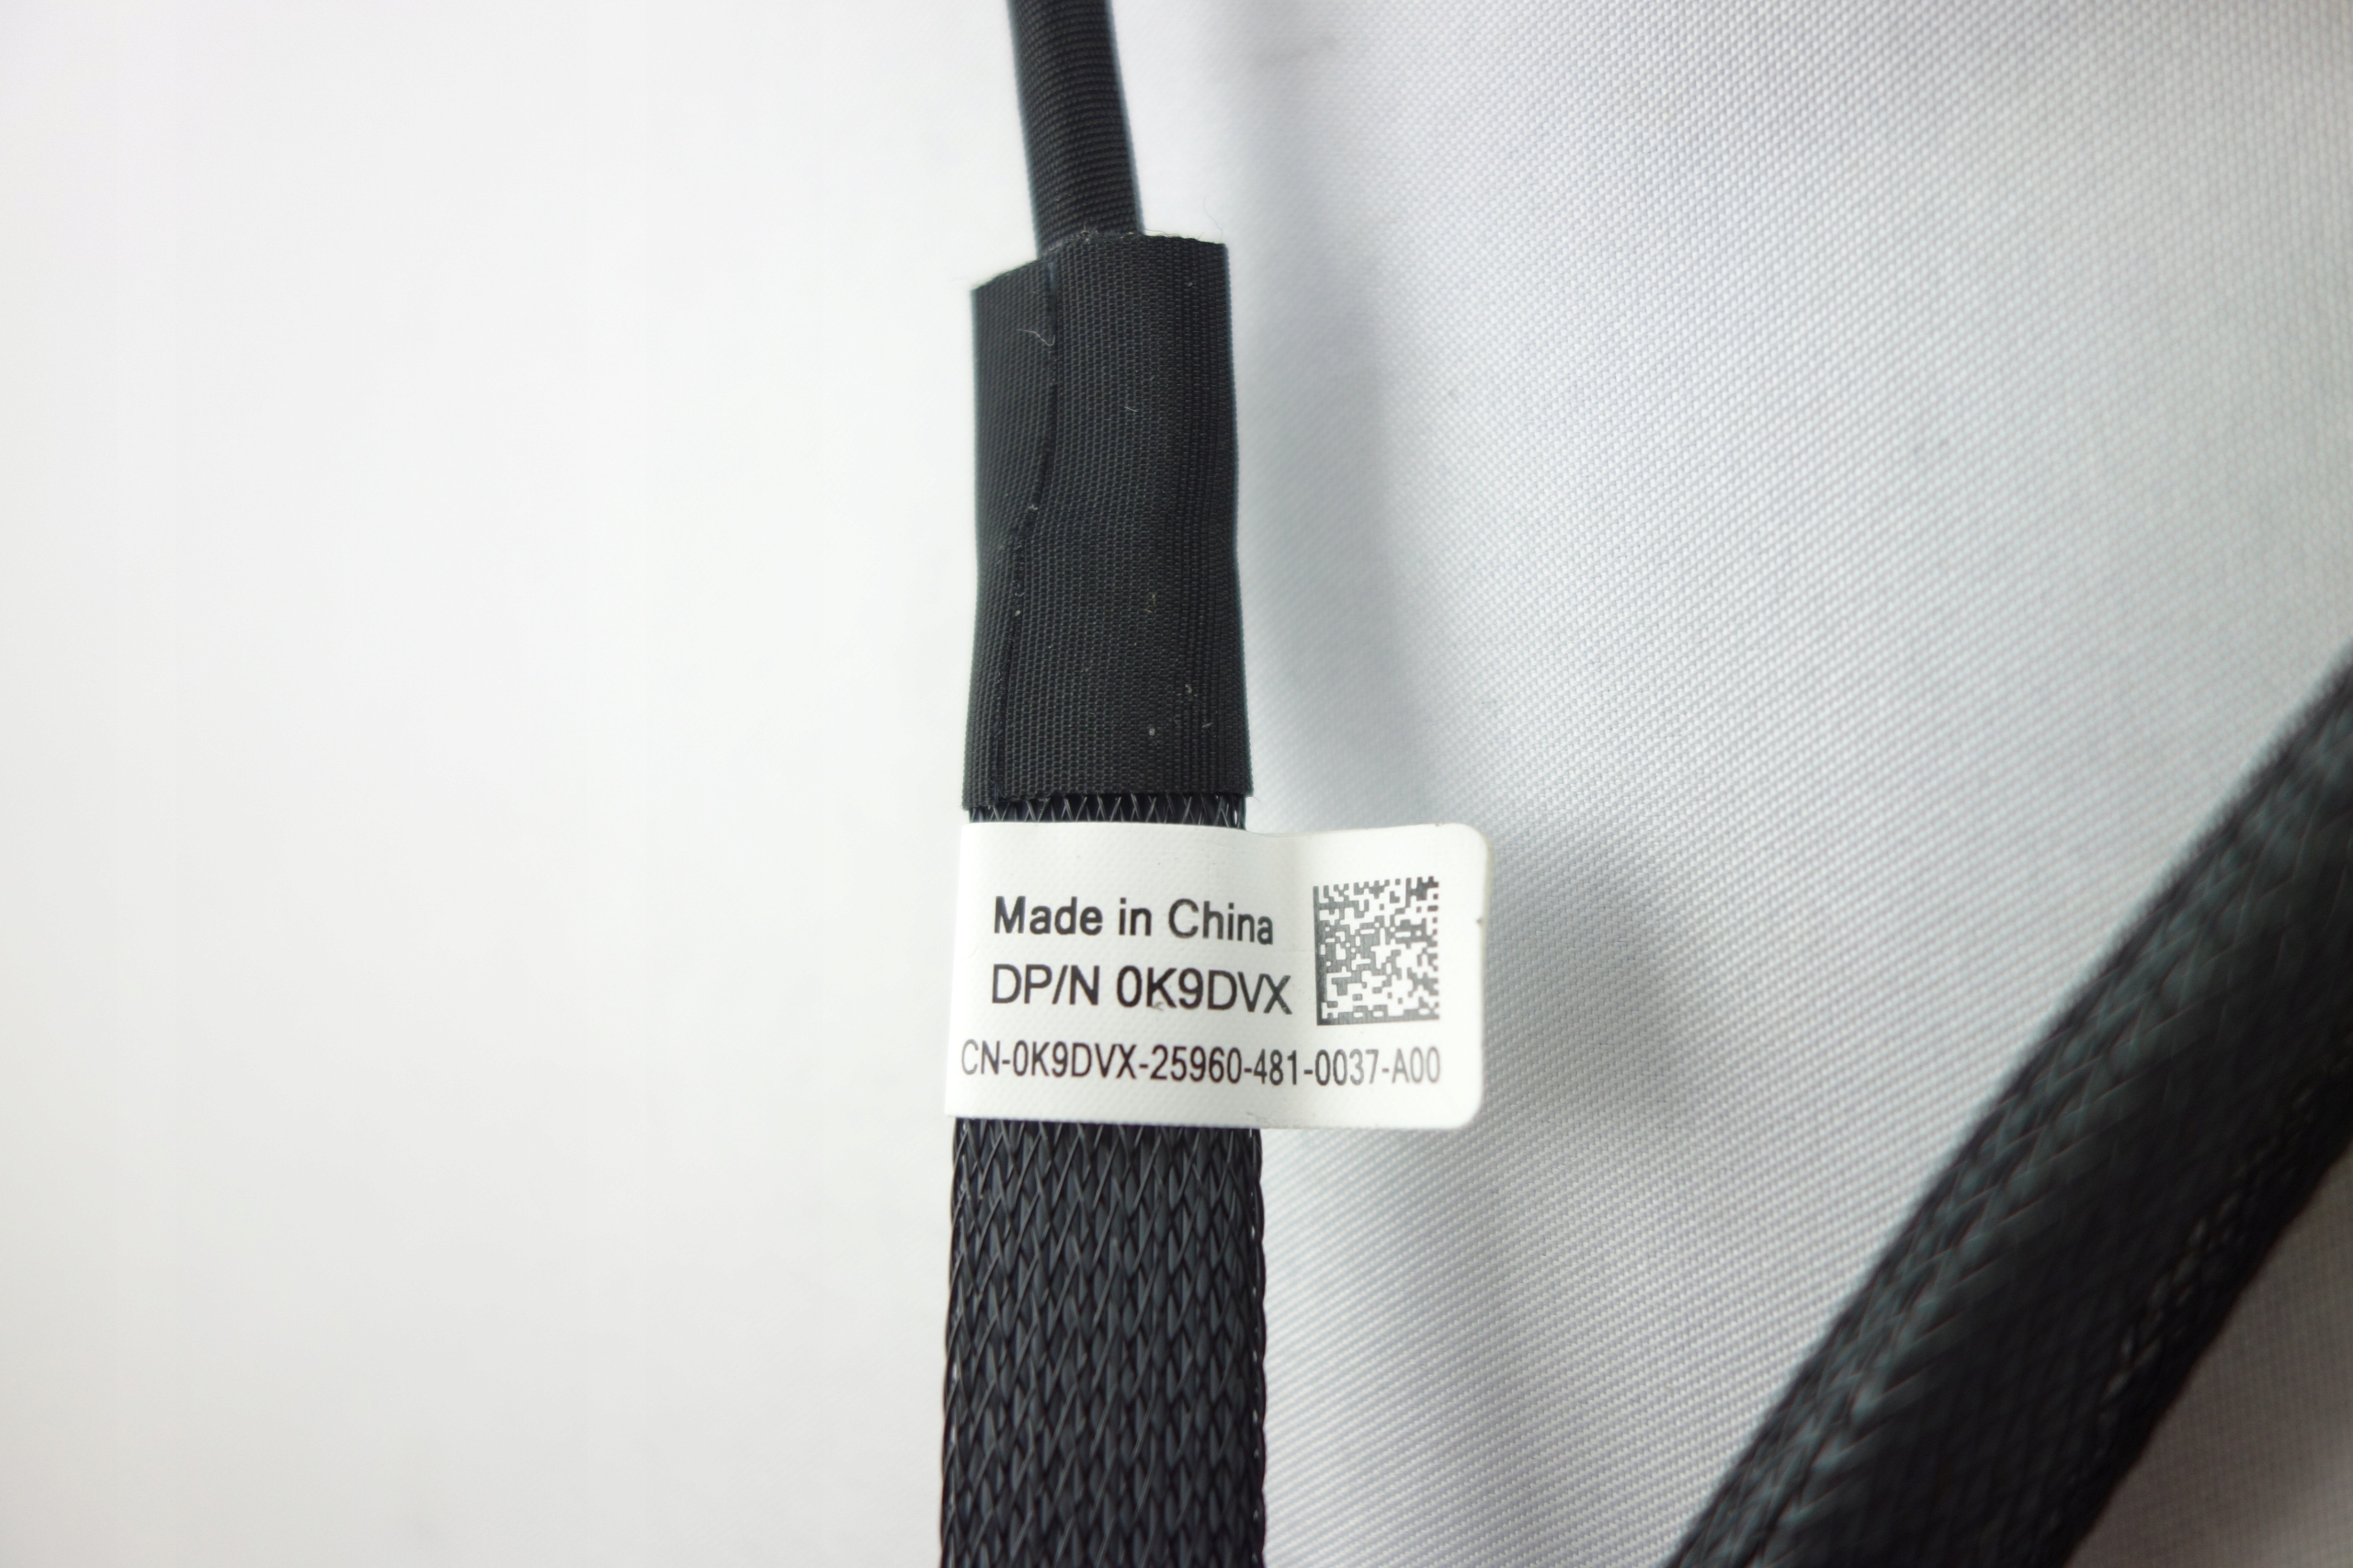 Made in China
DP/N 0K9DVX
CN-0K9DVX-25960-481-0037-A00